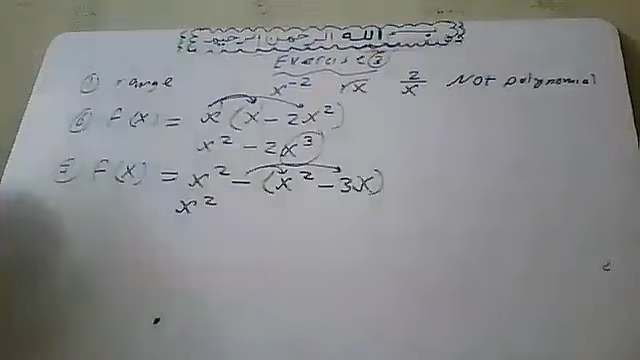 بسم الله الرحمن الرحيم
Exercise ③
① range x⁻² √x 2/x Not polynomial
⑥ f(x) = x(x - 2x²)
x² - 2x³
f(x) = x² - (x² - 3x)
x²